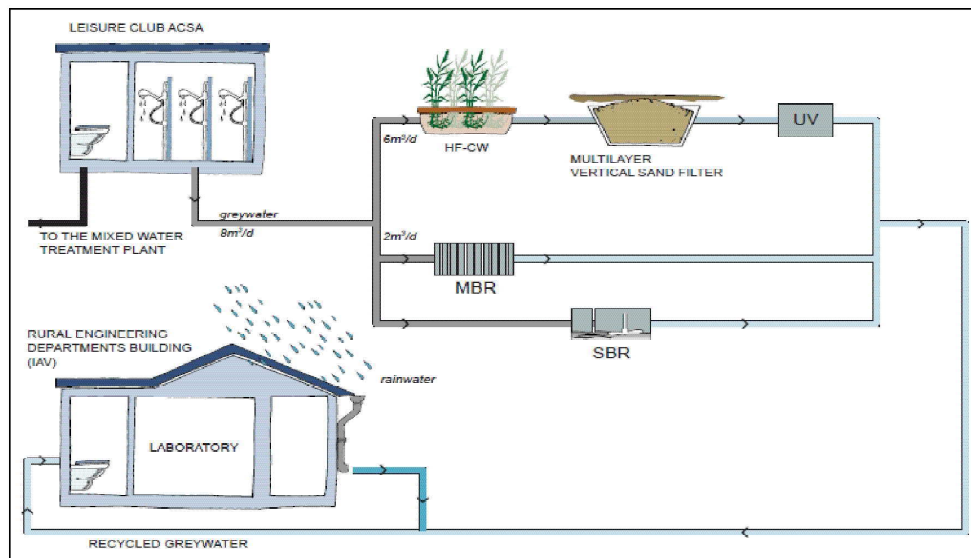 LEISURE CLUB ACSA
6m³/d
HF-CW
MULTILAYER
VERTICAL SAND FILTER
UV
greywater
8m³/d
TO THE MIXED WATER
TREATMENT PLANT
2m³/d
MBR
SBR
RURAL ENGINEERING
DEPARTMENTS BUILDING
(IAV)
rainwater
LABORATORY
RECYCLED GREYWATER